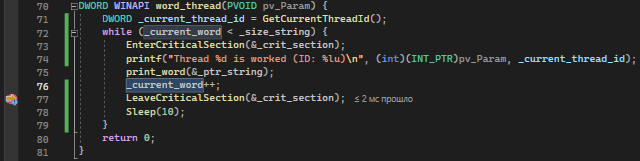 70 DWORD WINAPI word_thread(PVOID pv_Param) {
71 DWORD _current_thread_id = GetCurrentThreadId();
72 while (_current_word < _size_string) {
73 EnterCriticalSection(&_crit_section);
74 printf("Thread %d is worked (ID: %lu)\n", (int)(INT_PTR)pv_Param, _current_thread_id);
75 print_word(&_ptr_string);
76 _current_word++;
77 LeaveCriticalSection(&_crit_section); ≤ 2 мс прошло
78 Sleep(10);
79 }
80 return 0;
81 }